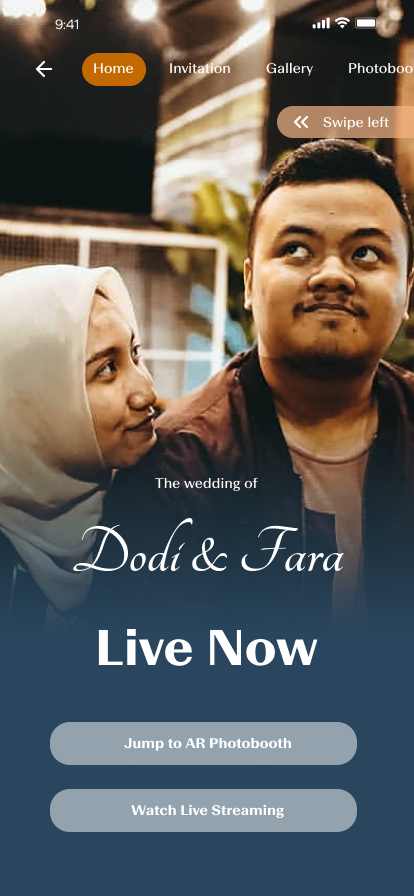 9:41
Home Invitation Gallery Photoboo
Swipe left
The wedding of
Dodi & Fara
Live Now
Jump to AR Photobooth
Watch Live Streaming